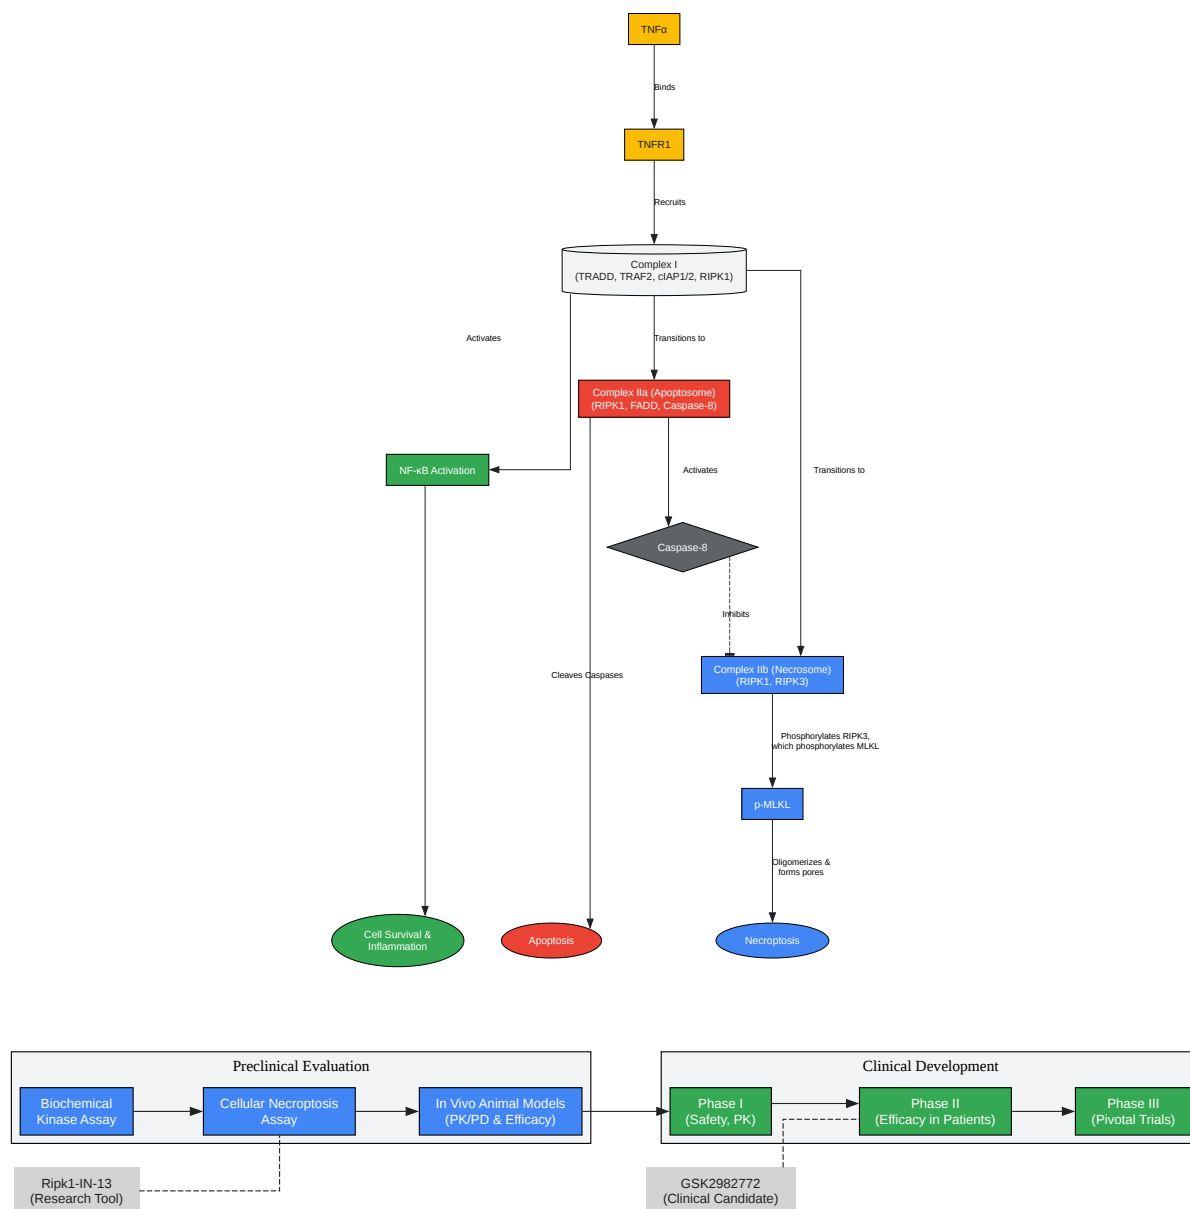 TNFα
Binds
TNFR1
Recruits
Complex I
(TRADD, TRAF2, cIAP1/2, RIPK1)
Activates
Transitions to
Complex IIa (Apoptosome)
(RIPK1, FADD, Caspase-8)
NF-κB Activation
Activates
Transitions to
Caspase-8
Inhibits
Complex IIb (Necrosome)
(RIPK1, RIPK3)
Cleaves Caspases
Phosphorylates RIPK3,
which phosphorylates MLKL
p-MLKL
Oligomerizes &
forms pores
Cell Survival &
Inflammation
Apoptosis
Necroptosis
Preclinical Evaluation
Biochemical
Kinase Assay
Cellular Necroptosis
Assay
In Vivo Animal Models
(PK/PD & Efficacy)
Clinical Development
Phase I
(Safety, PK)
Phase II
(Efficacy in Patients)
Phase III
(Pivotal Trials)
Ripk1-IN-13
(Research Tool)
GSK2982772
(Clinical Candidate)